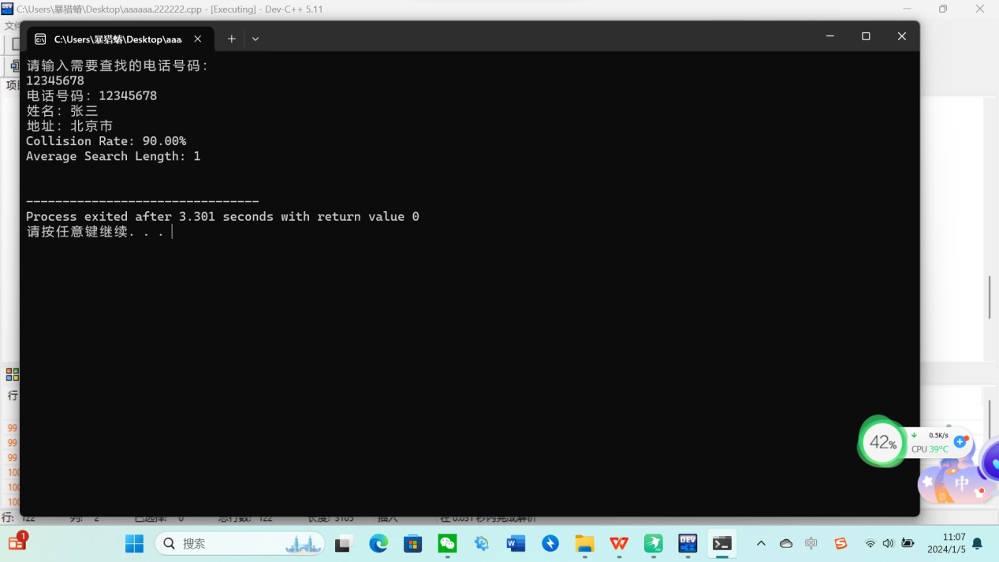 C:\Users\暴猎蝽\Desktop\aaaaaa.222222.cpp - [Executing] - Dev-C++ 5.11
C:\Users\暴猎蝽\Desktop\aaa
请输入需要查找的电话号码：
12345678
电话号码：12345678
姓名：张三
地址：北京市
Collision Rate: 90.00%
Average Search Length: 1
--------------------------------
Process exited after 3.301 seconds with return value 0
请按任意键继续. . .
行
99
99
99
100
100
100
42%
0.5K/s
CPU 39°C
中
行: 122 列: 2 已选择: 0 总行数: 122 长度: 3105 插入 在 0.031 秒内完成解析
1
搜索
W
DEV
中
11:07
2024/1/5